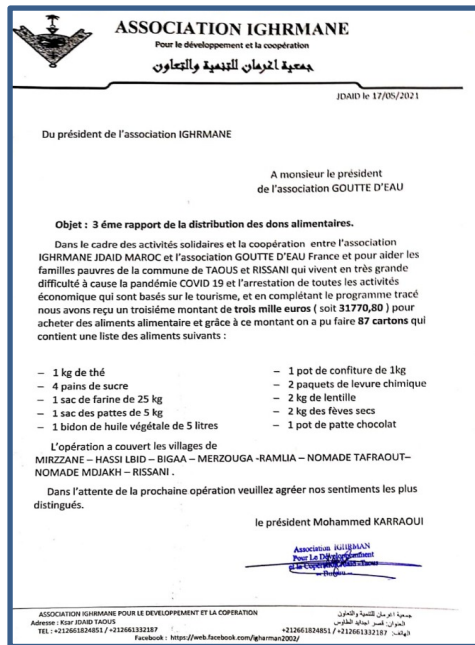 ASSOCIATION IGHRMANE
Pour le développement et la coopération
جمعية اغرمان للتنمية والتعاون
JDAID le 17/05/2021
Du président de l'association IGHRMANE
A monsieur le président
de l'association GOUTTE D'EAU
Objet : 3 éme rapport de la distribution des dons alimentaires.
Dans le cadre des activités solidaires et la coopération entre l'association
IGHRMANE JDAID MAROC et l'association GOUTTE D'EAU France et pour aider les
familles pauvres de la commune de TAOUS et RISSANI qui vivent en très grande
difficulté à cause la pandémie COVID 19 et l'arrestation de toutes les activités
économique qui sont basés sur le tourisme, et en complétant le programme tracé
nous avons reçu un troisiéme montant de trois mille euros ( soit 31770,80 ) pour
acheter des aliments alimentaire et grâce à ce montant on a pu faire 87 cartons qui
contient une liste des aliments suivants :
– 1 kg de thé
– 4 pains de sucre
– 1 sac de farine de 25 kg
– 1 sac des pattes de 5 kg
– 1 bidon de huile végétale de 5 litres
– 1 pot de confiture de 1kg
– 2 paquets de levure chimique
– 2 kg de lentille
– 2 kg des fèves secs
– 1 pot de patte chocolat
L'opération a couvert les villages de
MIRZZANE – HASSI LBID – BIGAA – MERZOUGA -RAMLIA – NOMADE TAFRAOUT–
NOMADE MDJAKH – RISSANI .
Dans l'attente de la prochaine opération veuillez agréer nos sentiments les plus
distingués.
le président Mohammed KARRAOUI
Association IGHRMAN
Pour Le Développement
ASSOCIATION IGHRMANE POUR LE DEVELOPPEMENT ET LA COPERATION
Adresse : Ksar JDAID TAOUS
TEL : +212661824851 / +212661332187
جمعية اغرمان للتنمية والتعاون
العنوان: قصر اجدايد الطاوس
الهاتف: +212661824851 / +212661332187
Facebook : https://web.facebook.com/igharman2002/